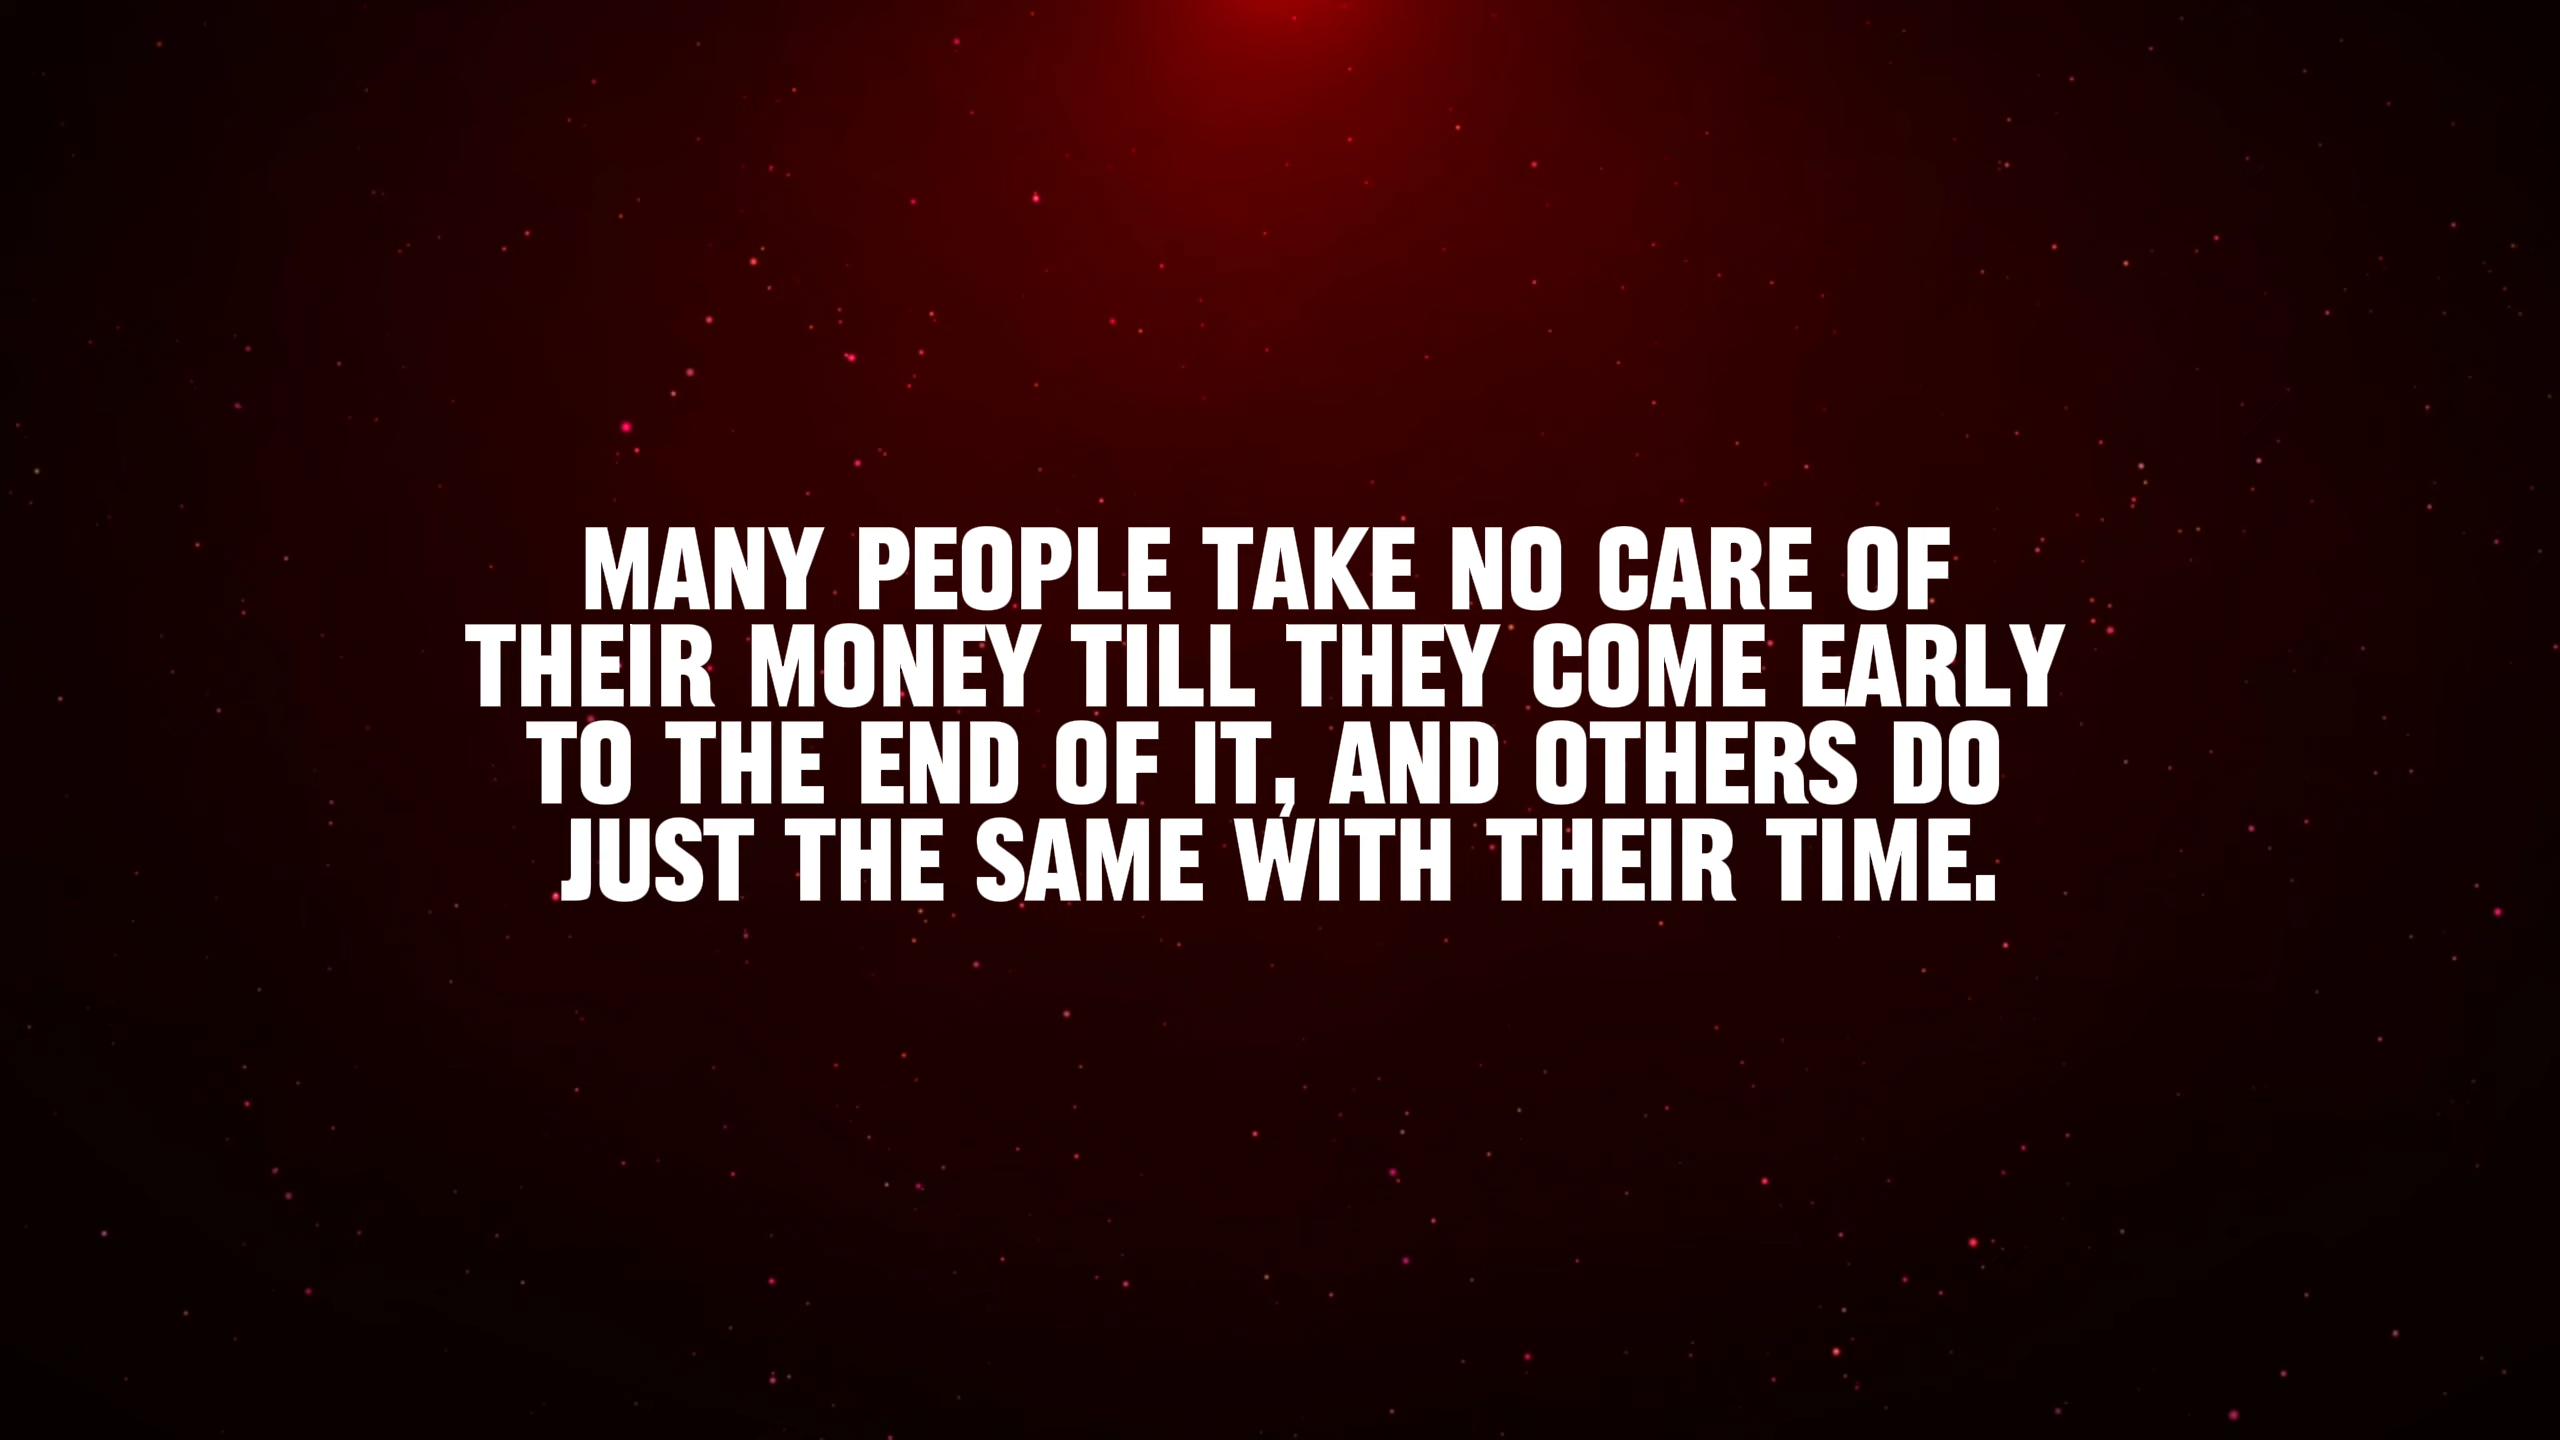 MANY PEOPLE TAKE NO CARE OF
THEIR MONEY TILL THEY COME EARLY
TO THE END OF IT, AND OTHERS DO
JUST THE SAME WITH THEIR TIME.